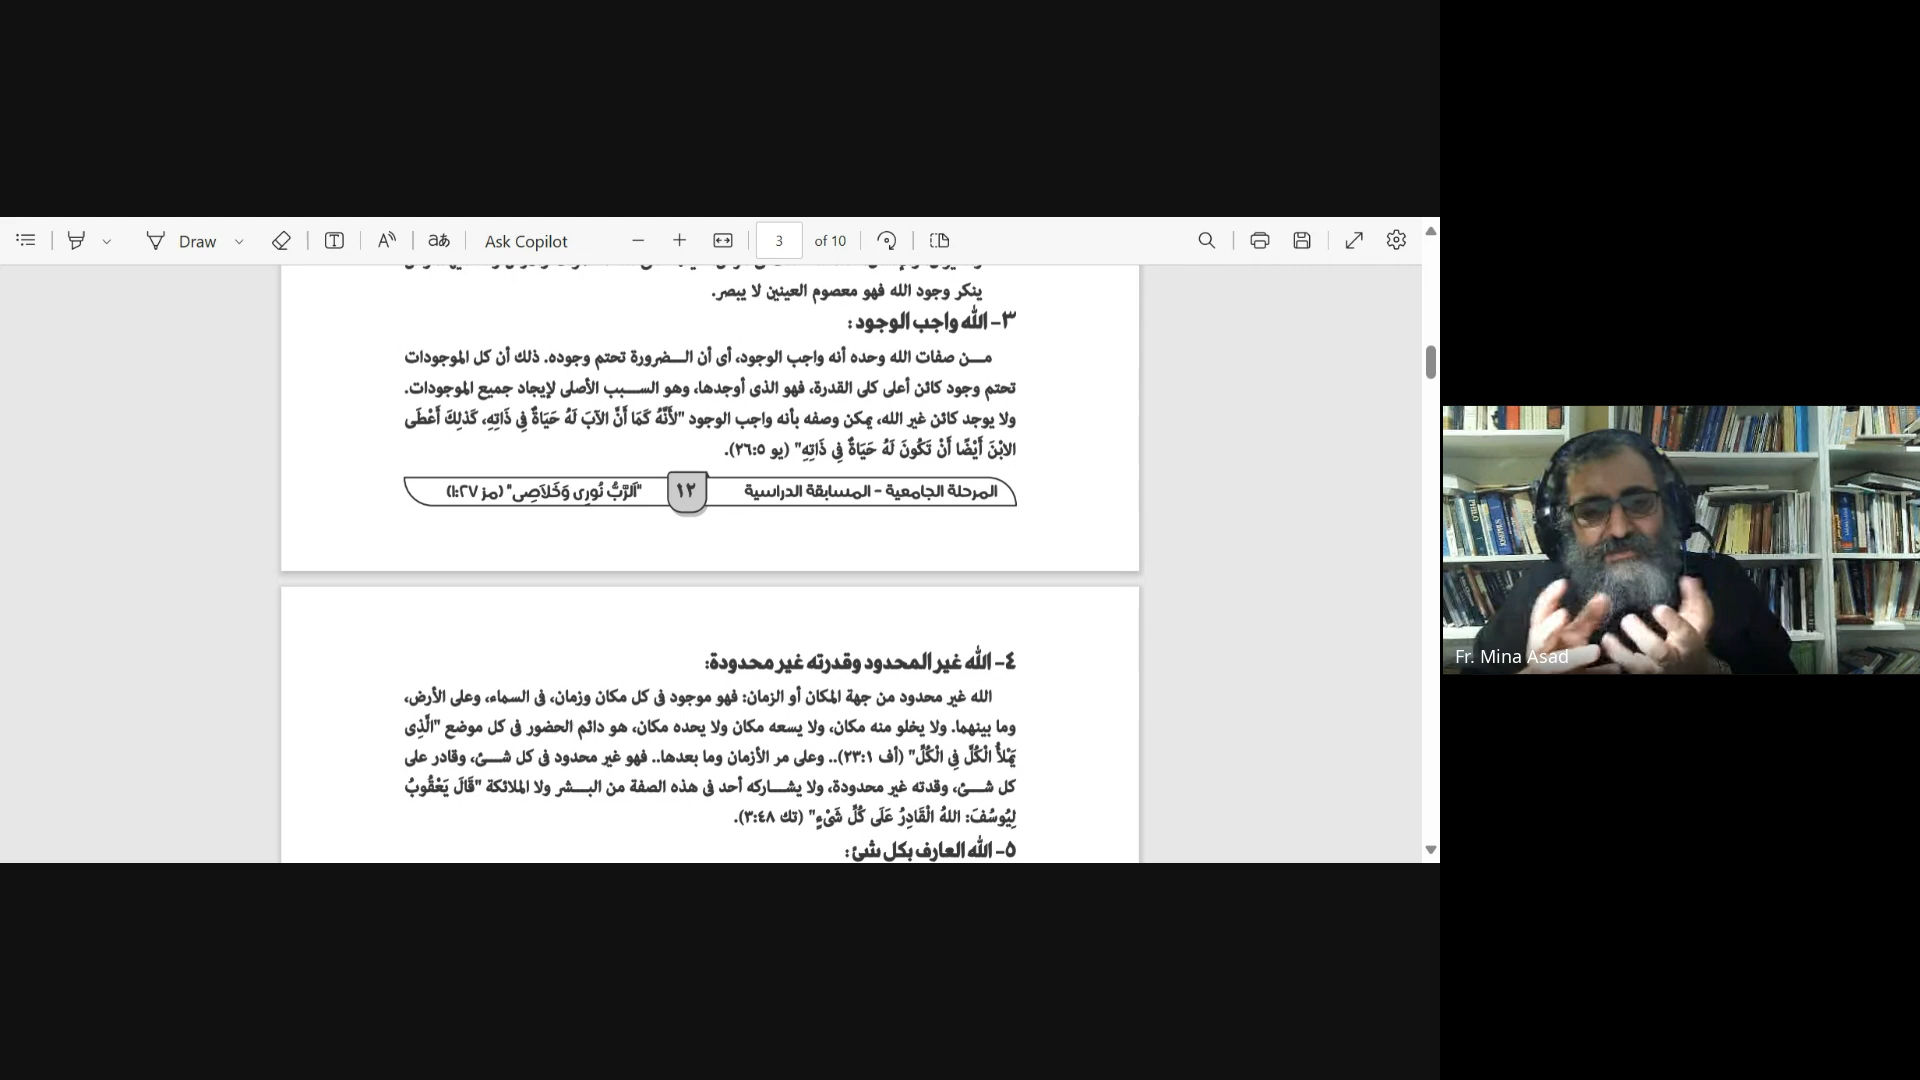 Draw
Ask Copilot
3 of 10
ينكر وجود الله فهو معصوم العينين لا يبصر.
٣- الله واجب الوجود:
مـــن صفات الله وحده أنه واجب الوجود، أى أن الـــضرورة تحتم وجوده. ذلك أن كل الموجودات
تحتم وجود كائن أعلى كلى القدرة، فهو الذى أوجدها، وهو الســـبب الأصلى لإيجاد جميع الموجودات.
ولا يوجد كائن غير الله، يمكن وصفه بأنه واجب الوجود "لأَنَّهُ كَمَا أَنَّ الآبَ لَهُ حَيَاةٌ فِى ذَاتِهِ، كَذلِكَ أَعْطَى
الابْنَ أَيْضًا أَنْ تَكُونَ لَهُ حَيَاةٌ فِى ذَاتِهِ" (يو ٢٦:٥).
المرحلة الجامعية - المسابقة الدراسية ١٢ "اَلرَّبُّ نُورِى وَخَلاَصِى" (مز ١:٢٧)
٤- الله غير المحدود وقدرته غير محدودة:
الله غير محدود من جهة المكان أو الزمان: فهو موجود فى كل مكان وزمان، فى السماء، وعلى الأرض،
وما بينهما. ولا يخلو منه مكان، ولا يسعه مكان ولا يحده مكان، هو دائم الحضور فى كل موضع "الَّذِى
يَمْلأُ الْكُلَّ فِى الْكُلِّ" (أف ٢٣:١).. وعلى مر الأزمان وما بعدها.. فهو غير محدود فى كل شـــئ، وقادر على
كل شـــئ، وقدته غير محدودة، ولا يشـــاركه أحد فى هذه الصفة من البـــشر ولا الملائكة "قَالَ يَعْقُوبُ
لِيُوسُفَ: اللهُ الْقَادِرُ عَلَى كُلِّ شَىْءٍ" (تك ٣:٤٨).
٥- الله العارف بكل شئ:
Fr. Mina Asad